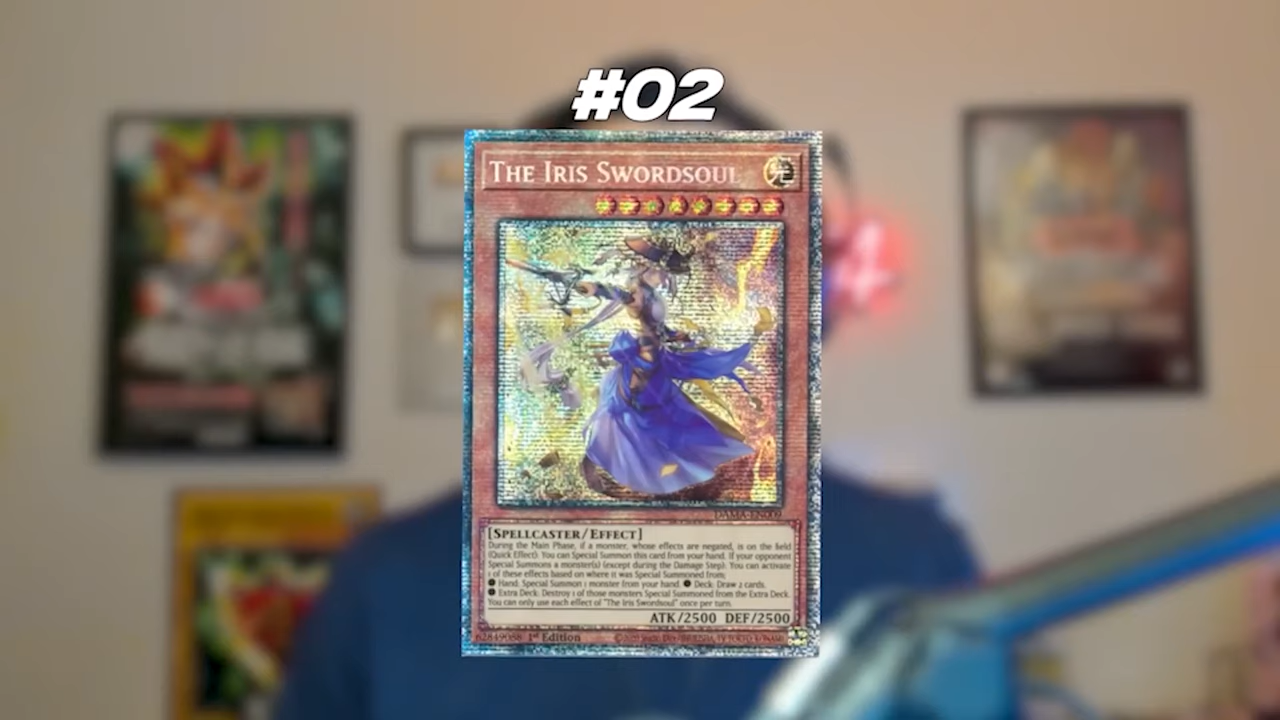 #02
THE IRIS SWORDSOUL
DAMA-EN009
[SPELLCASTER/EFFECT]
During the Main Phase, if a monster, whose effects are negated, is on the field
(Quick Effect): You can Special Summon this card from your hand. If your opponent
Special Summons a monster(s) (except during the Damage Step): You can activate
1 of these effects based on where it was Special Summoned from;
● Hand: Special Summon 1 monster from your hand. ● Deck: Draw 2 cards.
● Extra Deck: Destroy 1 of those monsters Special Summoned from the Extra Deck.
You can only use each effect of "The Iris Swordsoul" once per turn.
ATK/2500 DEF/2500
62849088 1st Edition